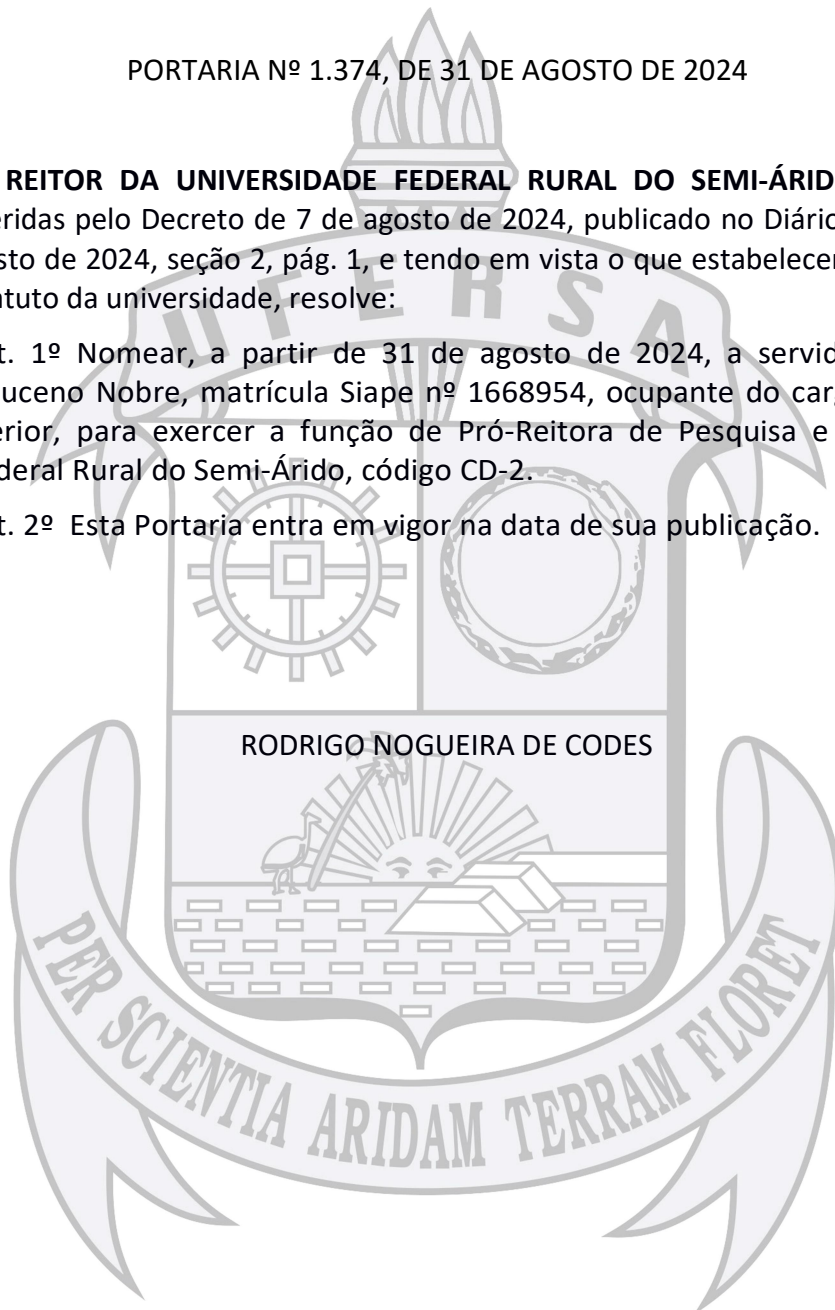 PORTARIA Nº 1.374, DE 31 DE AGOSTO DE 2024
REITOR DA UNIVERSIDADE FEDERAL RURAL DO SEMI-ÁRID
eridas pelo Decreto de 7 de agosto de 2024, publicado no Diário
sto de 2024, seção 2, pág. 1, e tendo em vista o que estabelece
tuto da universidade, resolve:
UFERSA
t. 1º Nomear, a partir de 31 de agosto de 2024, a servid
uceno Nobre, matrícula Siape nº 1668954, ocupante do car
erior, para exercer a função de Pró-Reitora de Pesquisa e
deral Rural do Semi-Árido, código CD-2.
t. 2º Esta Portaria entra em vigor na data de sua publicação.
RODRIGO NOGUEIRA DE CODES
PER SCIENTIA ARIDAM TERRAM FLORET